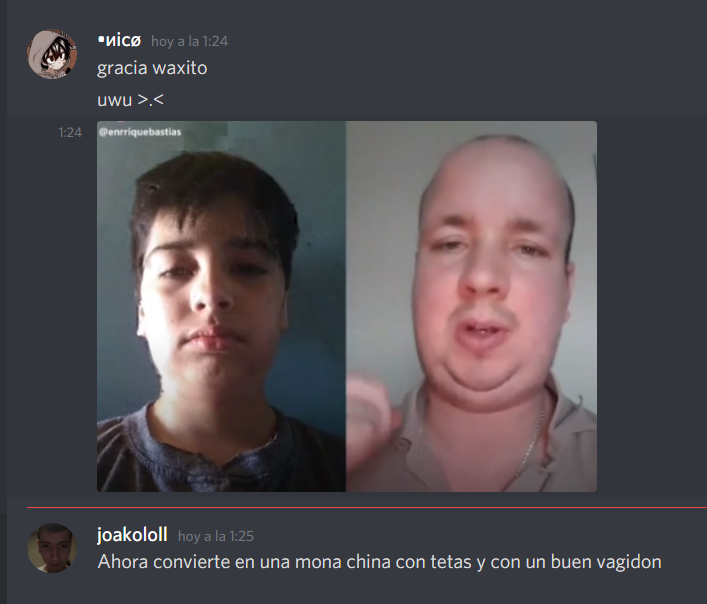 •ᴎicø hoy a la 1:24
gracia waxito
uwu >.<
1:24
@enrriquebastias
joakololl hoy a la 1:25
Ahora convierte en una mona china con tetas y con un buen vagidon